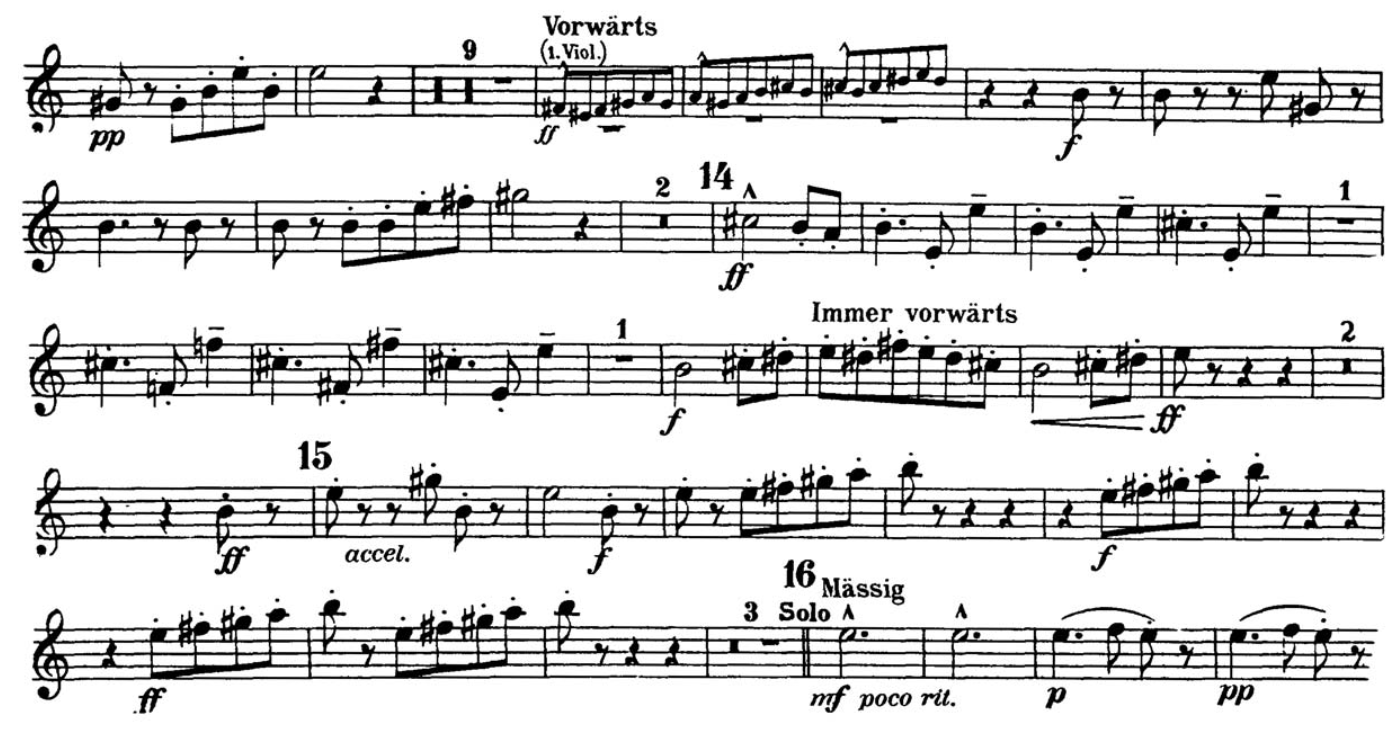 Vorwärts
9 (1.Viol.)
pp ff f
2 14 1
ff
Immer vorwärts
1 2
f ff
15
ff accel. f f
16 Mässig
3 Solo
ff mf poco rit. p pp